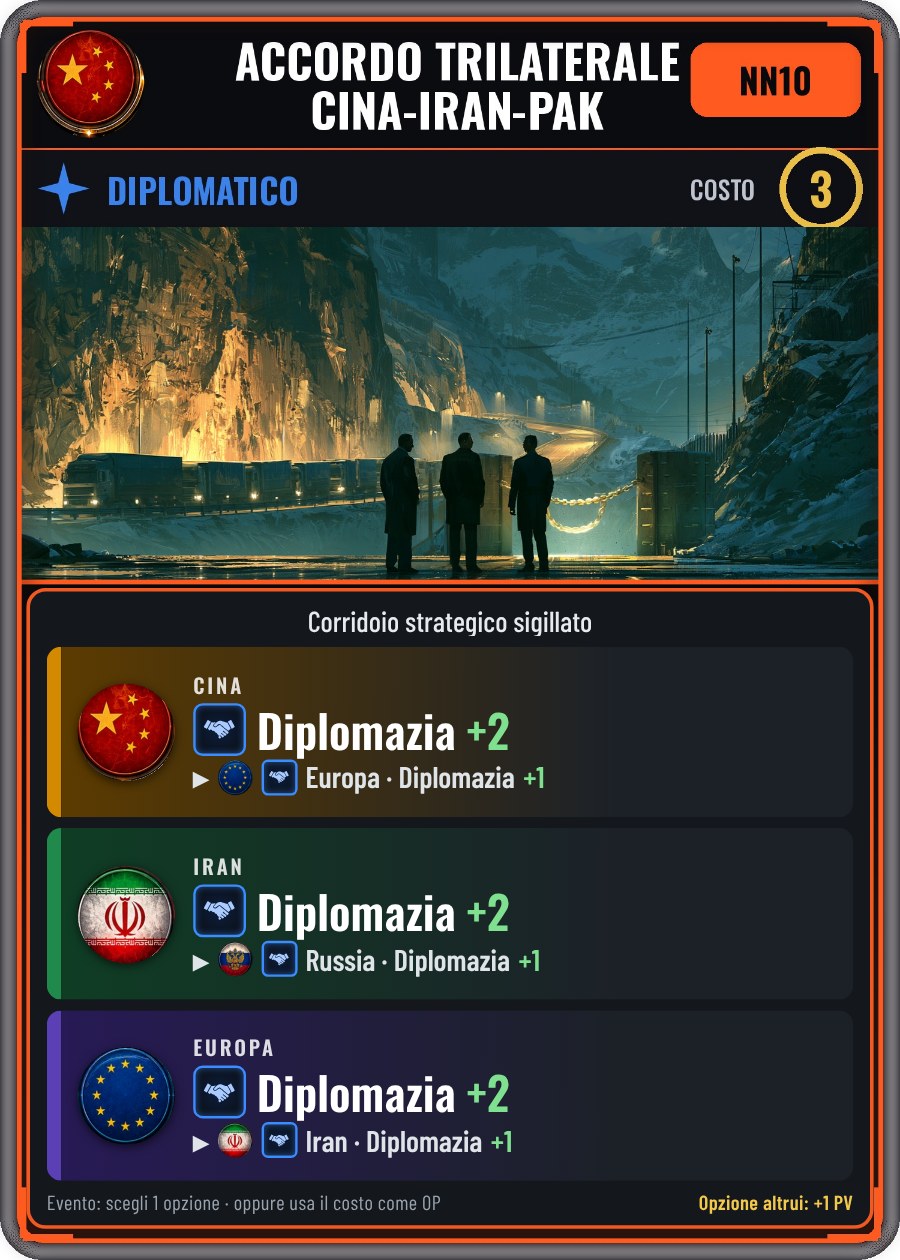 ACCORDO TRILATERALE
CINA-IRAN-PAK
NN10
DIPLOMATICO
COSTO
3
Corridoio strategico sigillato
CINA
Diplomazia +2
▶ Europa · Diplomazia +1
IRAN
Diplomazia +2
▶ Russia · Diplomazia +1
EUROPA
Diplomazia +2
▶ Iran · Diplomazia +1
Evento: scegli 1 opzione · oppure usa il costo come OP
Opzione altrui: +1 PV